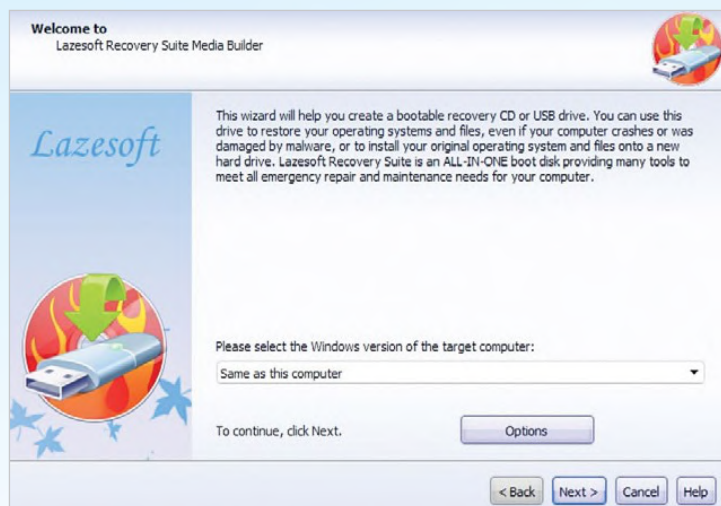 Welcome to
Lazesoft Recovery Suite Media Builder
Lazesoft
This wizard will help you create a bootable recovery CD or USB drive. You can use this
drive to restore your operating systems and files, even if your computer crashes or was
damaged by malware, or to install your original operating system and files onto a new
hard drive. Lazesoft Recovery Suite is an ALL-IN-ONE boot disk providing many tools to
meet all emergency repair and maintenance needs for your computer.
Please select the Windows version of the target computer:
Same as this computer
To continue, click Next.
Options
< Back
Next >
Cancel
Help